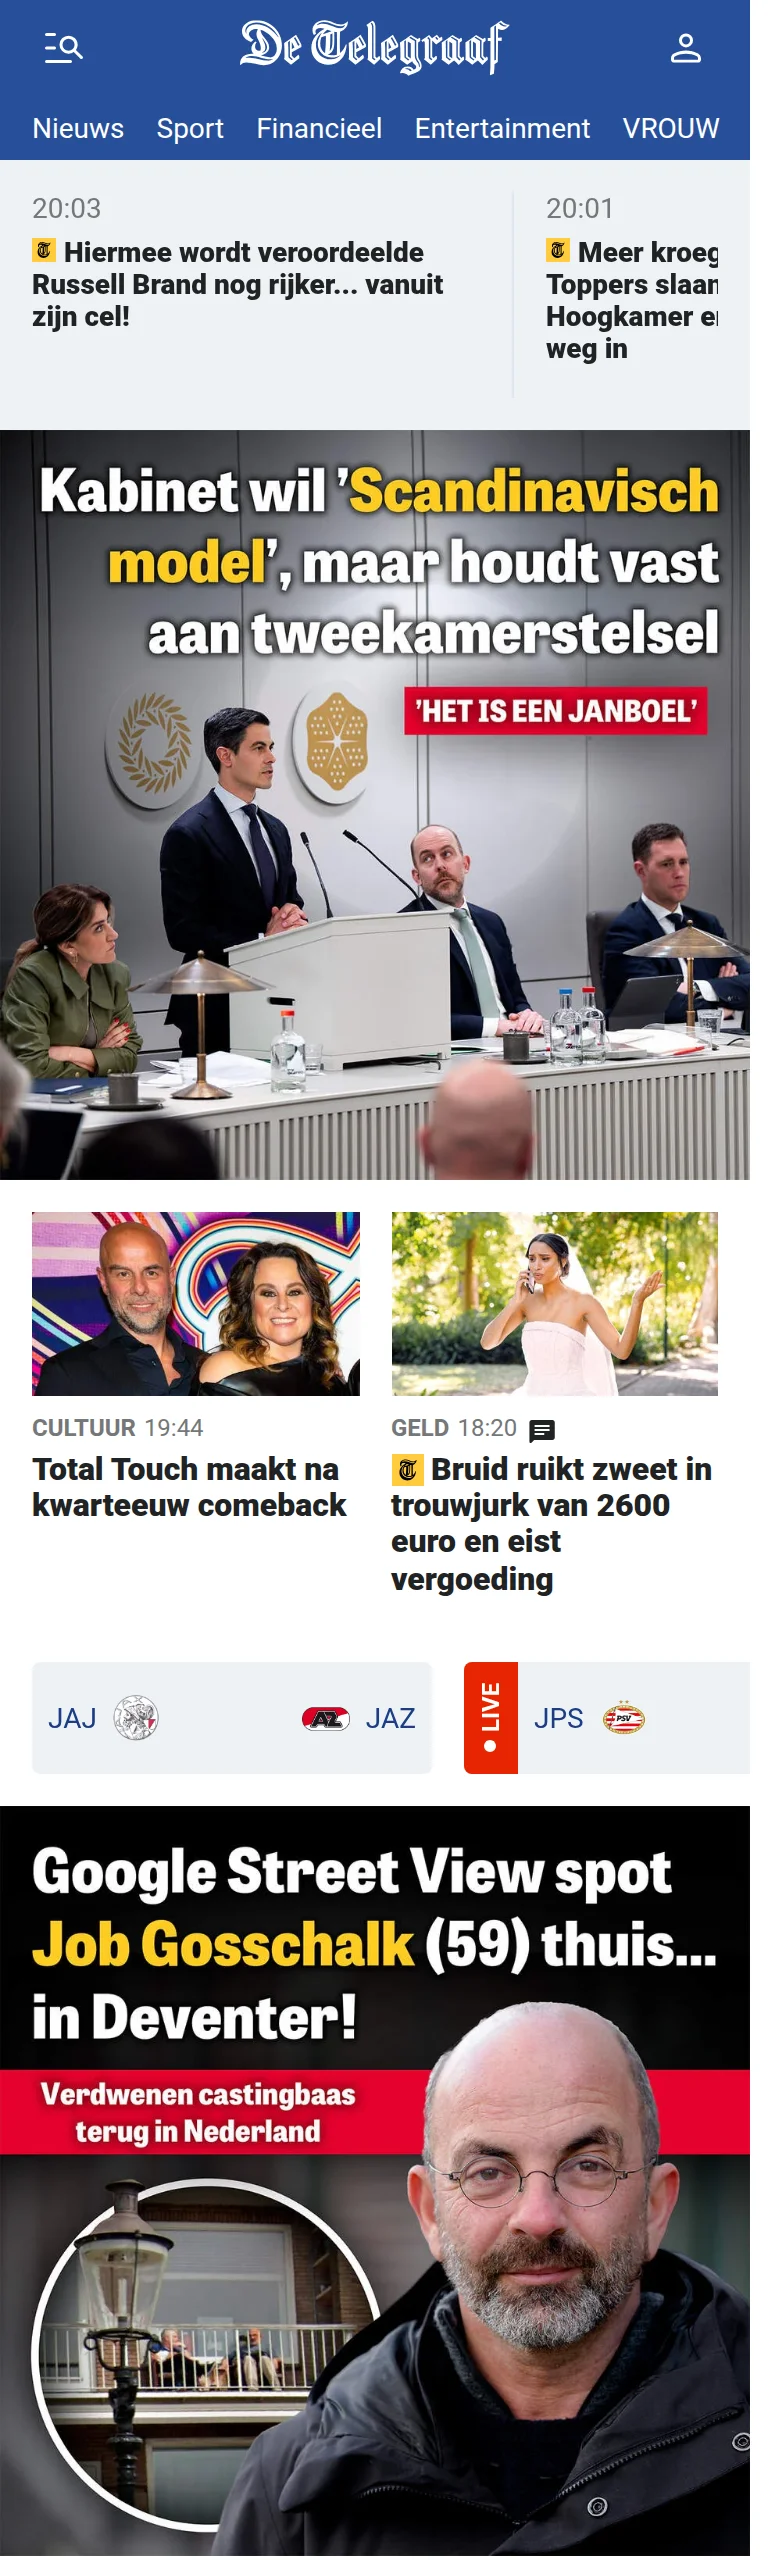 De Telegraaf
Nieuws Sport Financieel Entertainment VROUW
20:03
Hiermee wordt veroordeelde
Russell Brand nog rijker... vanuit
zijn cel!
20:01
Meer kroeg
Toppers slaan
Hoogkamer en
weg in
Kabinet wil 'Scandinavisch
model', maar houdt vast
aan tweekamerstelsel
'HET IS EEN JANBOEL'
CULTUUR 19:44
Total Touch maakt na
kwarteeuw comeback
GELD 18:20
T Bruid ruikt zweet in
trouwjurk van 2600
euro en eist
vergoeding
JAJ AZ JAZ
LIVE JPS PSV
Google Street View spot
Job Gosschalk (59) thuis...
in Deventer!
Verdwenen castingbaas
terug in Nederland